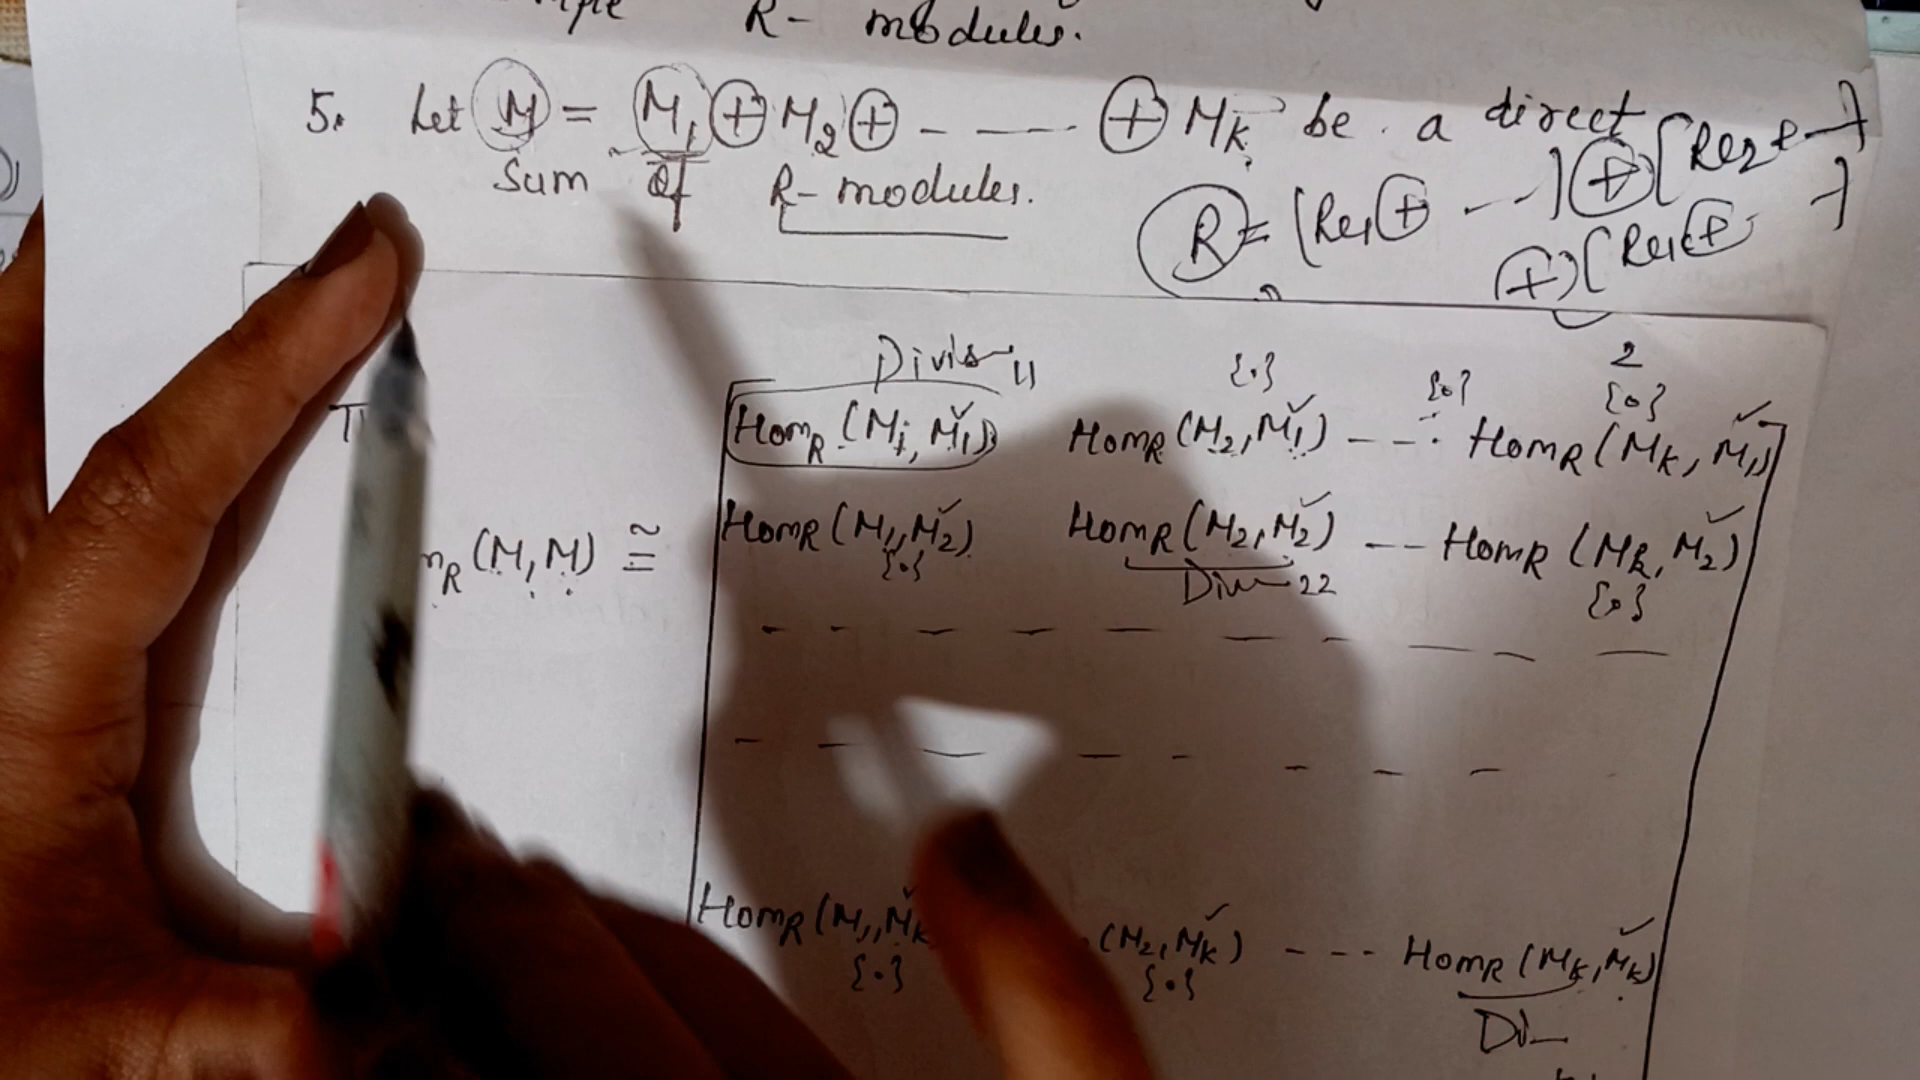 R- modules.
5. Let M = M₁ ⊕ M₂ ⊕ - - - - ⊕ Mk be a direct
Sum of R-modules.
R = [Re₁ ⊕ - - -] ⊕ [Re₂ ⊕
⊕ [Re₁ ⊕
Divis 11 {0} {0} {0}
HomR (M₁, M₁) HomR (M₂, M₁) - - - HomR (Mk, M₁)
R (M, M) ≅ HomR (M₁, M₂) HomR (M₂, M₂) - - HomR (Mk, M₂)
{0} Div 22 {0}
HomR (M₁, Mk (M₂, Mk) - - - HomR (Mk, Mk)
{0} {0} Di